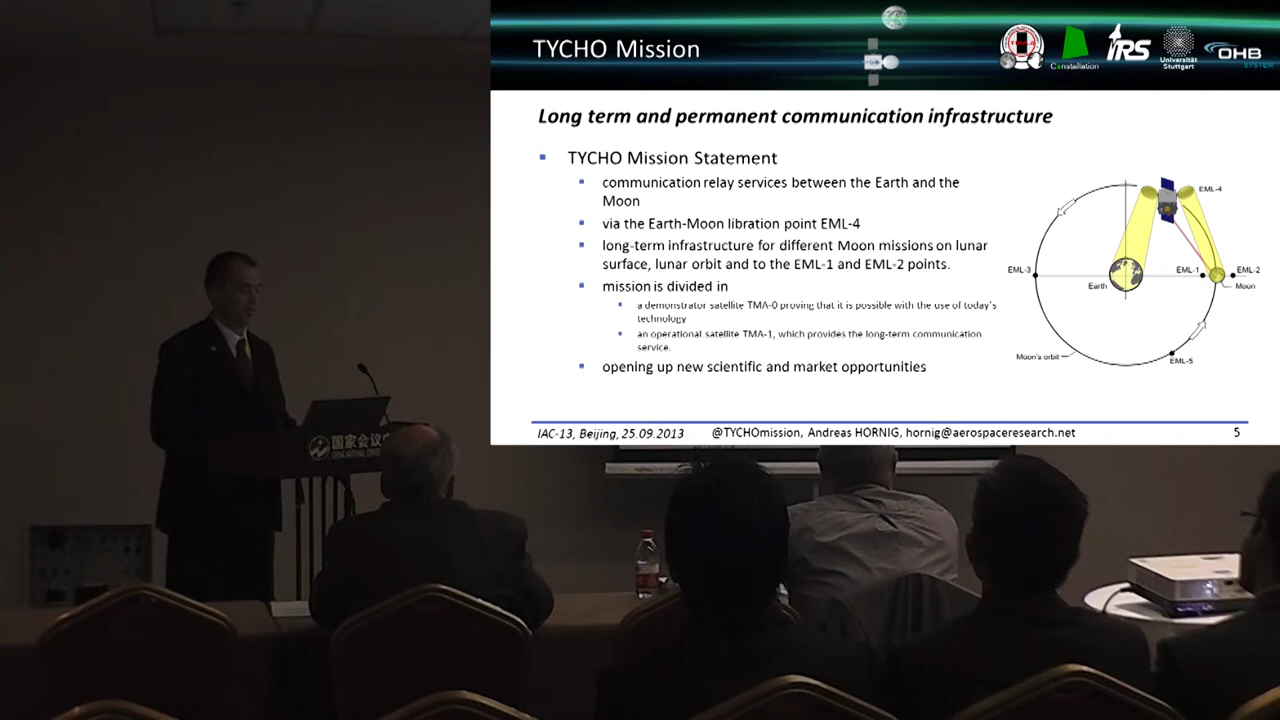 TYCHO Mission
Constellation
IRS
Universität
Stuttgart
OHB
SYSTEM
Long term and permanent communication infrastructure
TYCHO Mission Statement
communication relay services between the Earth and the
Moon
via the Earth-Moon libration point EML-4
long-term infrastructure for different Moon missions on lunar
surface, lunar orbit and to the EML-1 and EML-2 points.
mission is divided in
a demonstrator satellite TMA-0 proving that it is possible with the use of today's
technology
an operational satellite TMA-1, which provides the long-term communication
service.
opening up new scientific and market opportunities
EML-4
EML-3
EML-1
EML-2
Earth
Moon
Moon's orbit
EML-5
IAC-13, Beijing, 25.09.2013
@TYCHOmission, Andreas HORNIG, hornig@aerospaceresearch.net
5
国家会议
CHINA NATIONAL